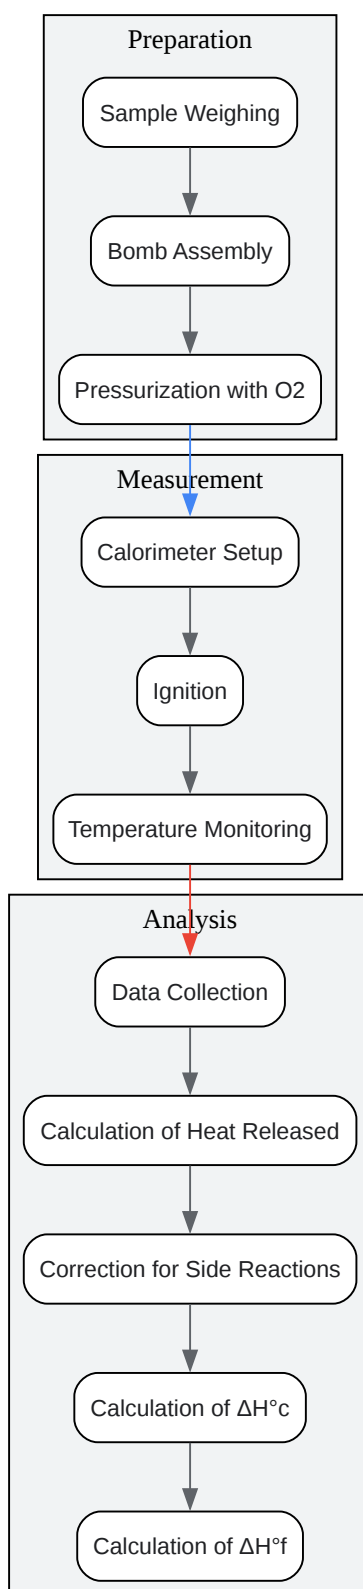 Preparation
Sample Weighing
Bomb Assembly
Pressurization with O2
Measurement
Calorimeter Setup
Ignition
Temperature Monitoring
Analysis
Data Collection
Calculation of Heat Released
Correction for Side Reactions
Calculation of ΔH°c
Calculation of ΔH°f